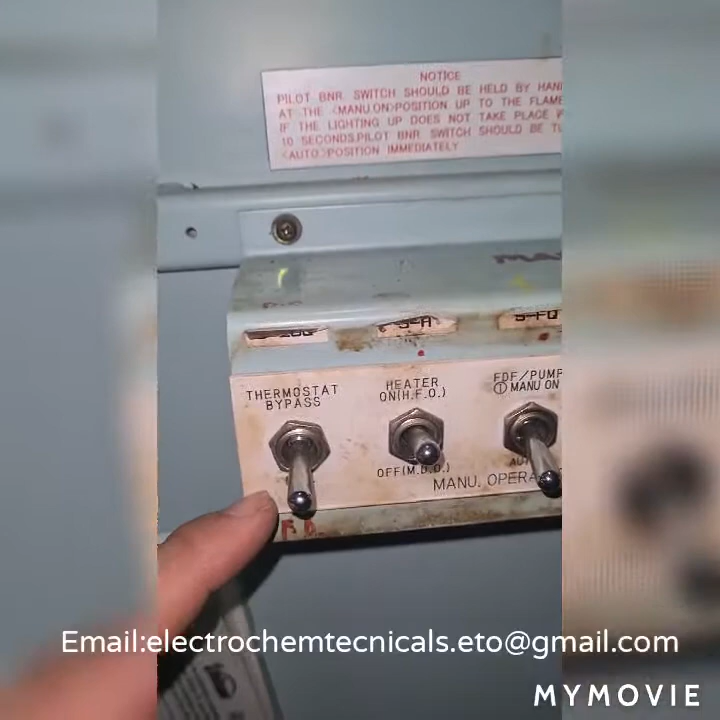 NOTICE
PILOT BNR SWITCH SHOULD BE HELD BY
AT THE <MANU.ON>POSITION UP TO THE FLAME
IF THE LIGHTING UP DOES NOT TAKE PLACE
10 SECONDS,PILOT BNR SWITCH SHOULD BE
<AUTO>POSITION IMMEDIATELY
THERMOSTAT
BYPASS
HEATER
ON(H.F.O.)
OFF(M.D.O.)
FDF/PUMP
① MANU ON
MANU.
Email:electrochemtecnicals.eto@gmail.com
MYMOVIE